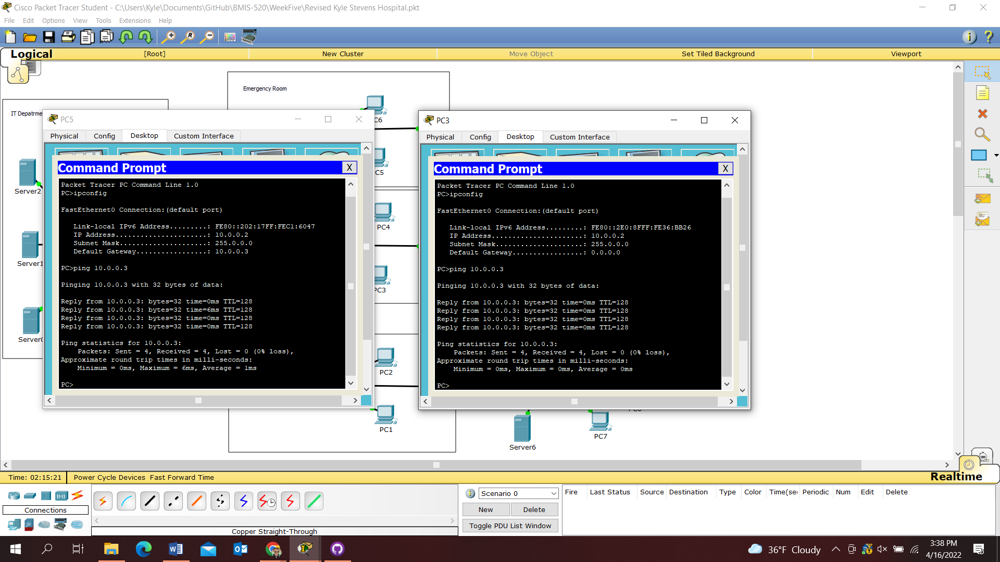 Cisco Packet Tracer Student - C:\Users\Kyle\Documents\GitHub\BMIS-520\WeekFive\Revised Kyle Stevens Hospital.pkt
File Edit Options View Tools Extensions Help
Logical [Root] New Cluster Move Object Set Tiled Background Viewport
Emergency Room
IT Depatrme
C6
C5
PC4
PC3
PC2
PC1
Server2
Server1
Server0
PC5
Physical Config Desktop Custom Interface
Command Prompt X
Packet Tracer PC Command Line 1.0
PC>ipconfig
FastEthernet0 Connection:(default port)
Link-local IPv6 Address.........: FE80::202:17FF:FEC1:6047
IP Address......................: 10.0.0.2
Subnet Mask.....................: 255.0.0.0
Default Gateway.................: 10.0.0.3
PC>ping 10.0.0.3
Pinging 10.0.0.3 with 32 bytes of data:
Reply from 10.0.0.3: bytes=32 time=0ms TTL=128
Reply from 10.0.0.3: bytes=32 time=6ms TTL=128
Reply from 10.0.0.3: bytes=32 time=0ms TTL=128
Reply from 10.0.0.3: bytes=32 time=0ms TTL=128
Ping statistics for 10.0.0.3:
Packets: Sent = 4, Received = 4, Lost = 0 (0% loss),
Approximate round trip times in milli-seconds:
Minimum = 0ms, Maximum = 6ms, Average = 1ms
PC>
PC3
Physical Config Desktop Custom Interface
Command Prompt X
Packet Tracer PC Command Line 1.0
PC>ipconfig
FastEthernet0 Connection:(default port)
Link-local IPv6 Address.........: FE80::2E0:8FFF:FE36:BB26
IP Address......................: 10.0.0.2
Subnet Mask.....................: 255.0.0.0
Default Gateway.................: 0.0.0.0
PC>ping 10.0.0.3
Pinging 10.0.0.3 with 32 bytes of data:
Reply from 10.0.0.3: bytes=32 time=0ms TTL=128
Reply from 10.0.0.3: bytes=32 time=0ms TTL=128
Reply from 10.0.0.3: bytes=32 time=0ms TTL=128
Reply from 10.0.0.3: bytes=32 time=0ms TTL=128
Ping statistics for 10.0.0.3:
Packets: Sent = 4, Received = 4, Lost = 0 (0% loss),
Approximate round trip times in milli-seconds:
Minimum = 0ms, Maximum = 0ms, Average = 0ms
PC>
Server6
PC7
Time: 02:15:21 Power Cycle Devices Fast Forward Time
Realtime
Connections
Copper Straight-Through
Scenario 0
New Delete
Toggle PDU List Window
Fire Last Status Source Destination Type Color Time(sec Periodic Num Edit Delete
36°F Cloudy
3:38 PM
4/16/2022